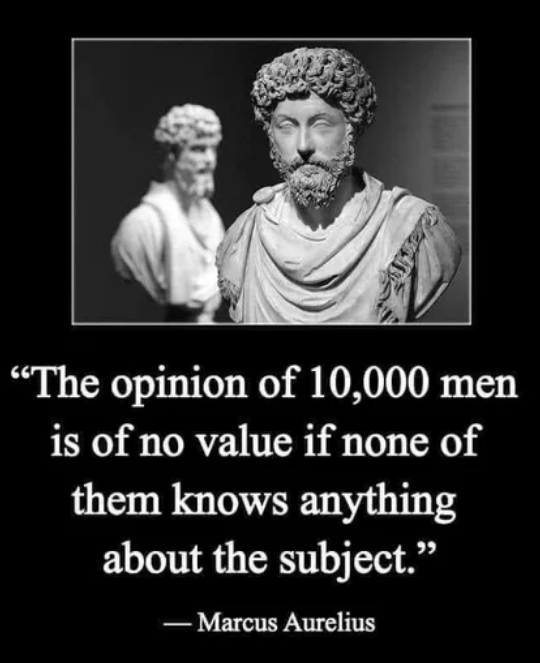 “The opinion of 10,000 men
is of no value if none of
them knows anything
about the subject.”
— Marcus Aurelius